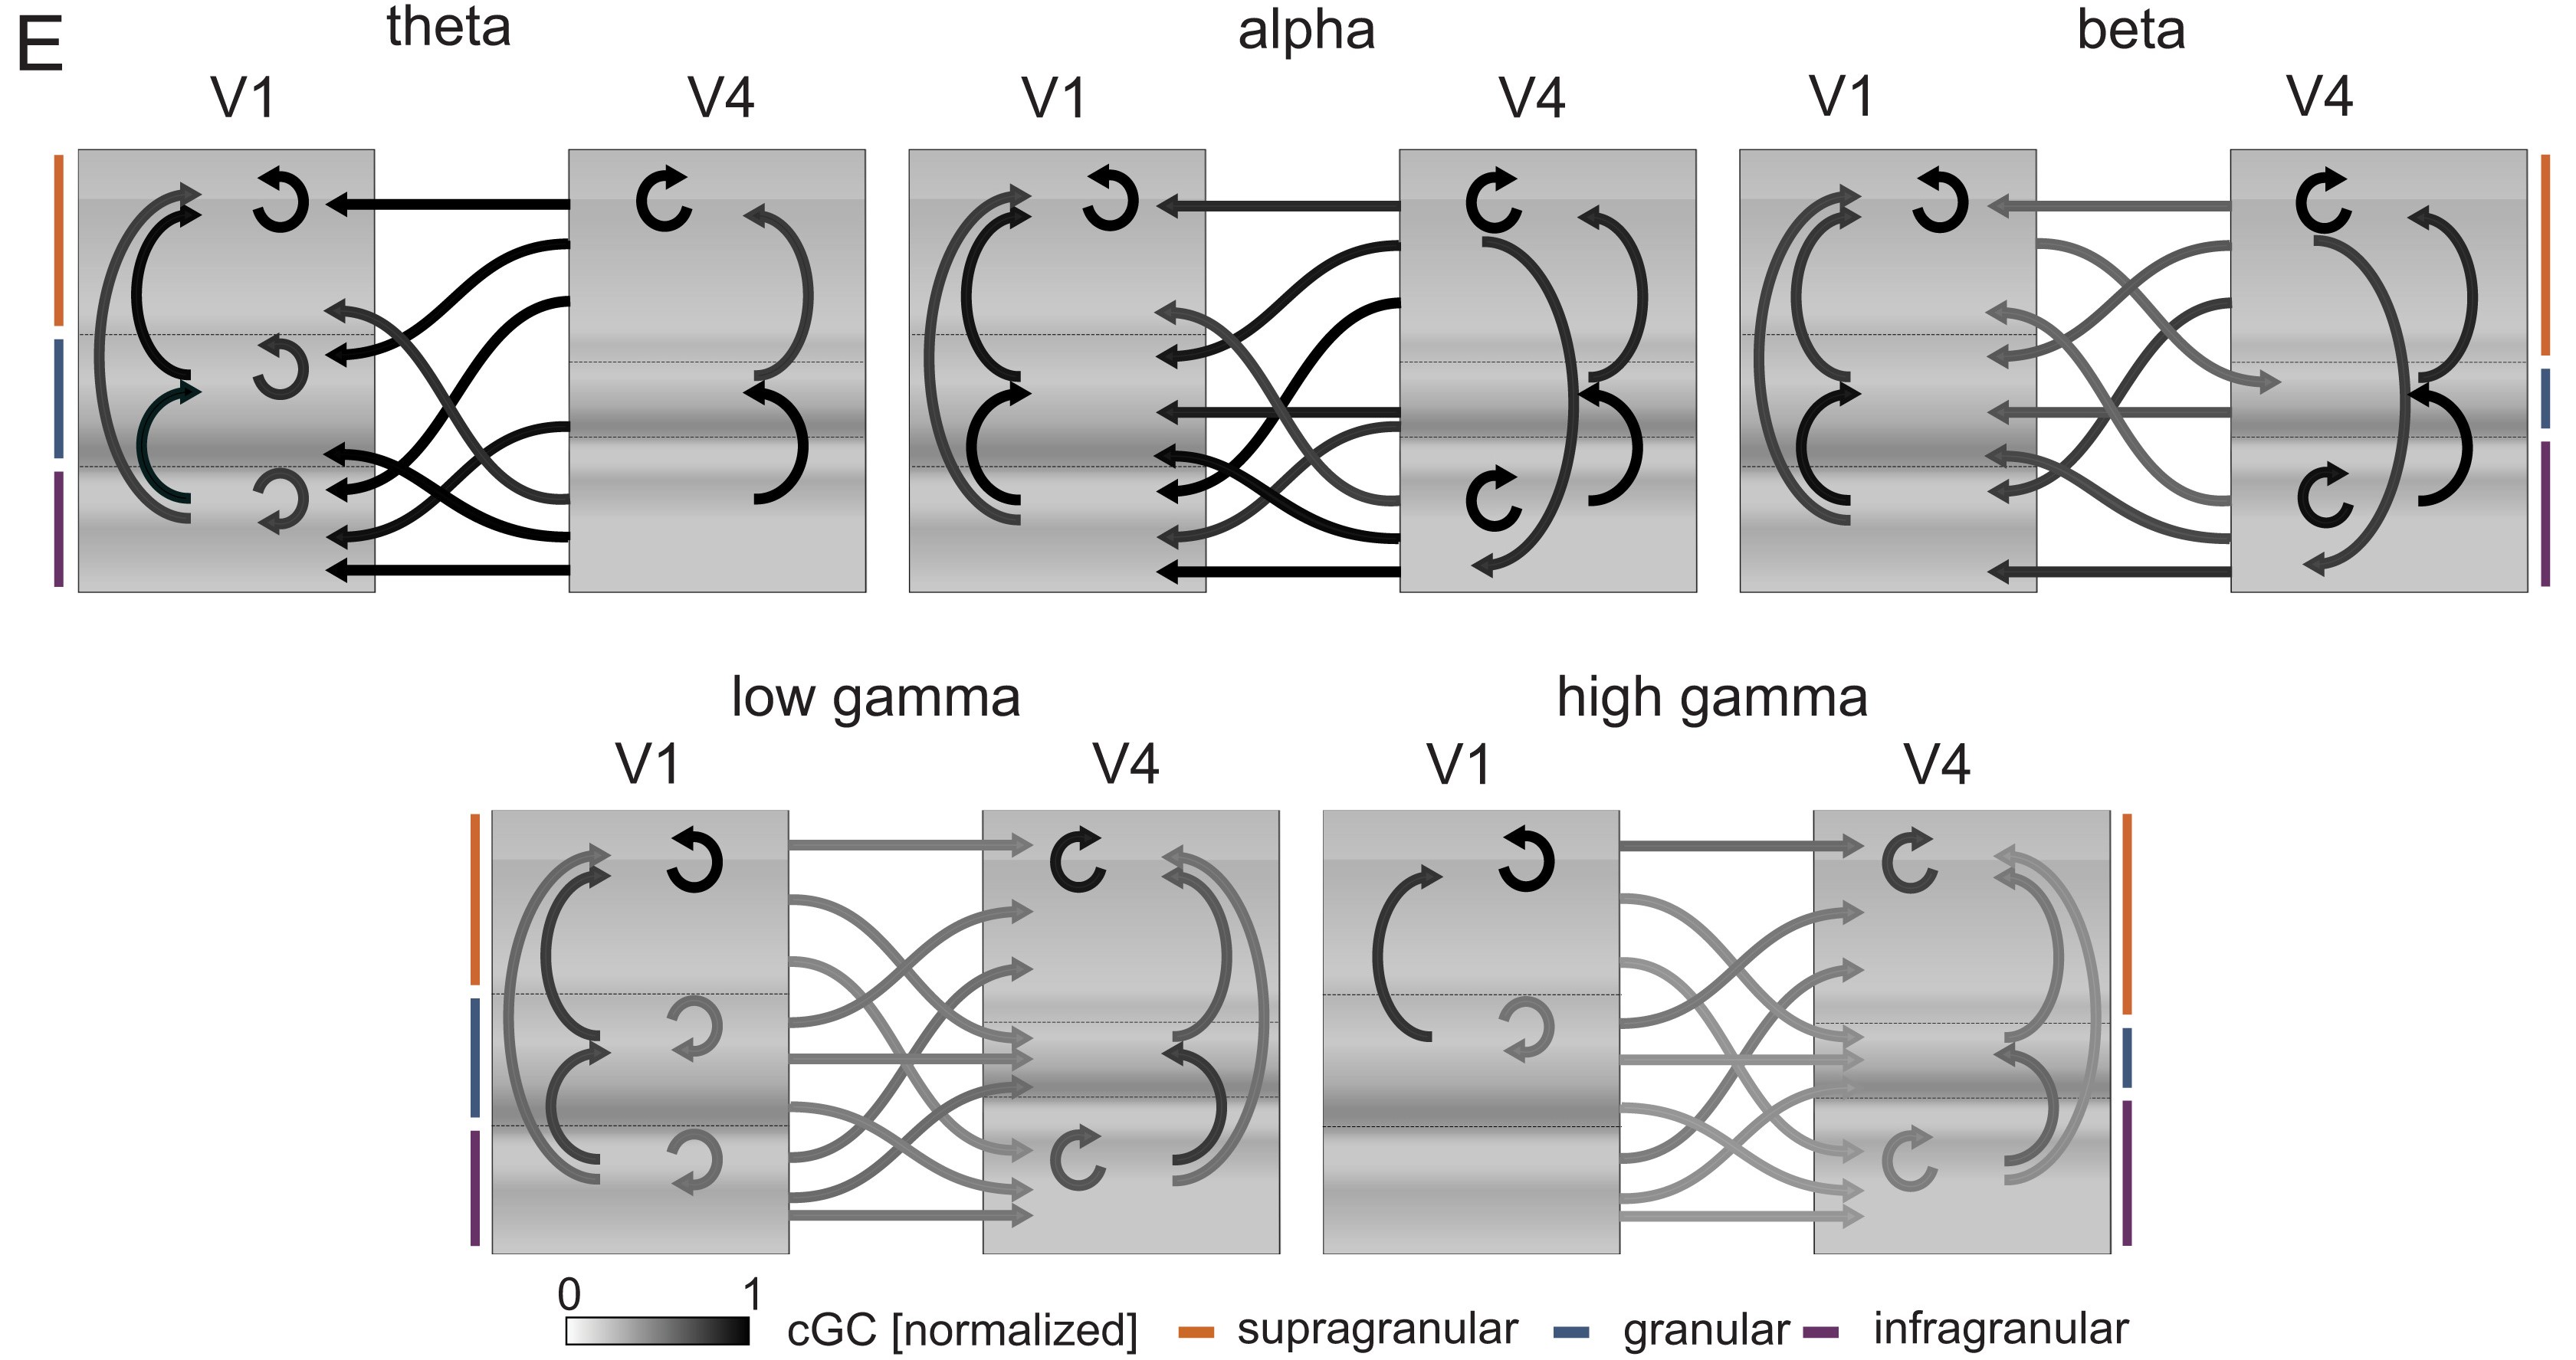 E
theta alpha beta
V1 V4 V1 V4 V1 V4
low gamma high gamma
V1 V4 V1 V4
0 1
cGC [normalized] supragranular granular infragranular